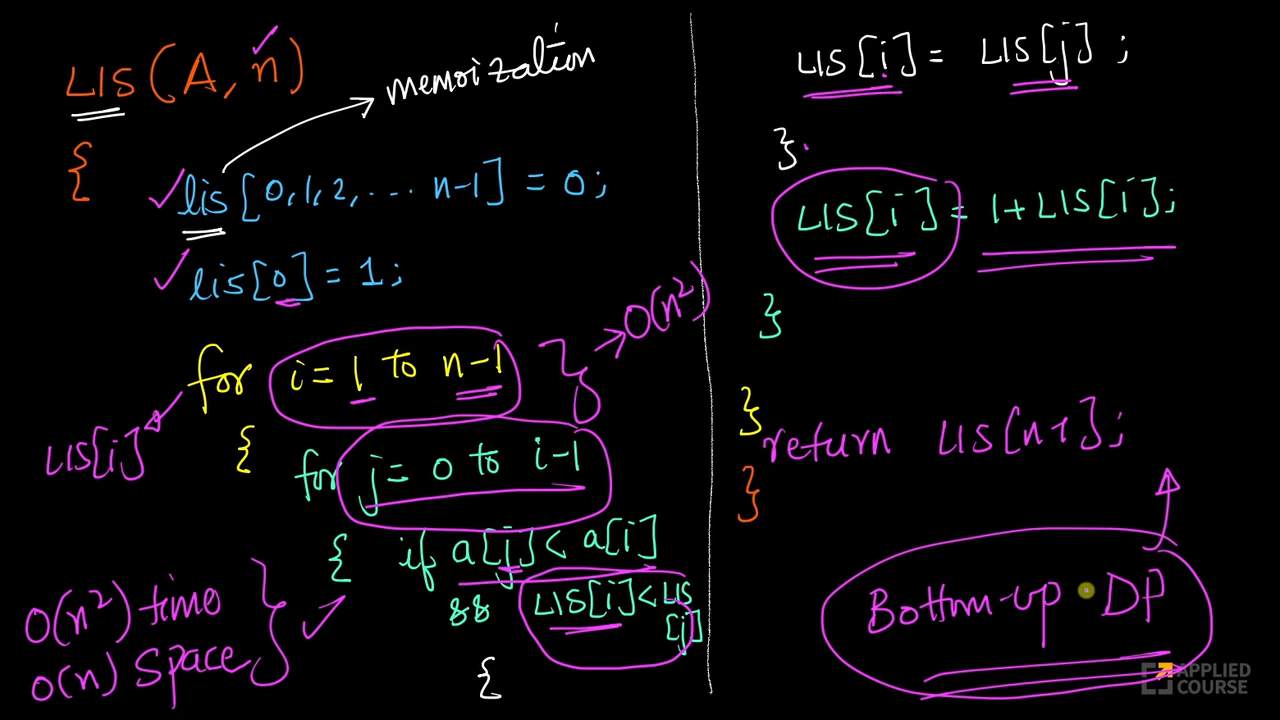 LIS(A, n)
memoization
{
lis[0,1,2,.... n-1] = 0;
lis[0] = 1;
for i = 1 to n-1
O(n²)
LIS[i]
{
for j = 0 to i-1
{ if a[j] < a[i]
&& LIS[i] < LIS
[j]
{
O(n²) time
O(n) space
LIS[i] = LIS[j] ;
}
LIS[i] = 1+LIS[i];
}
}
return LIS[n-1];
}
Bottom-up DP
APPLIED
COURSE